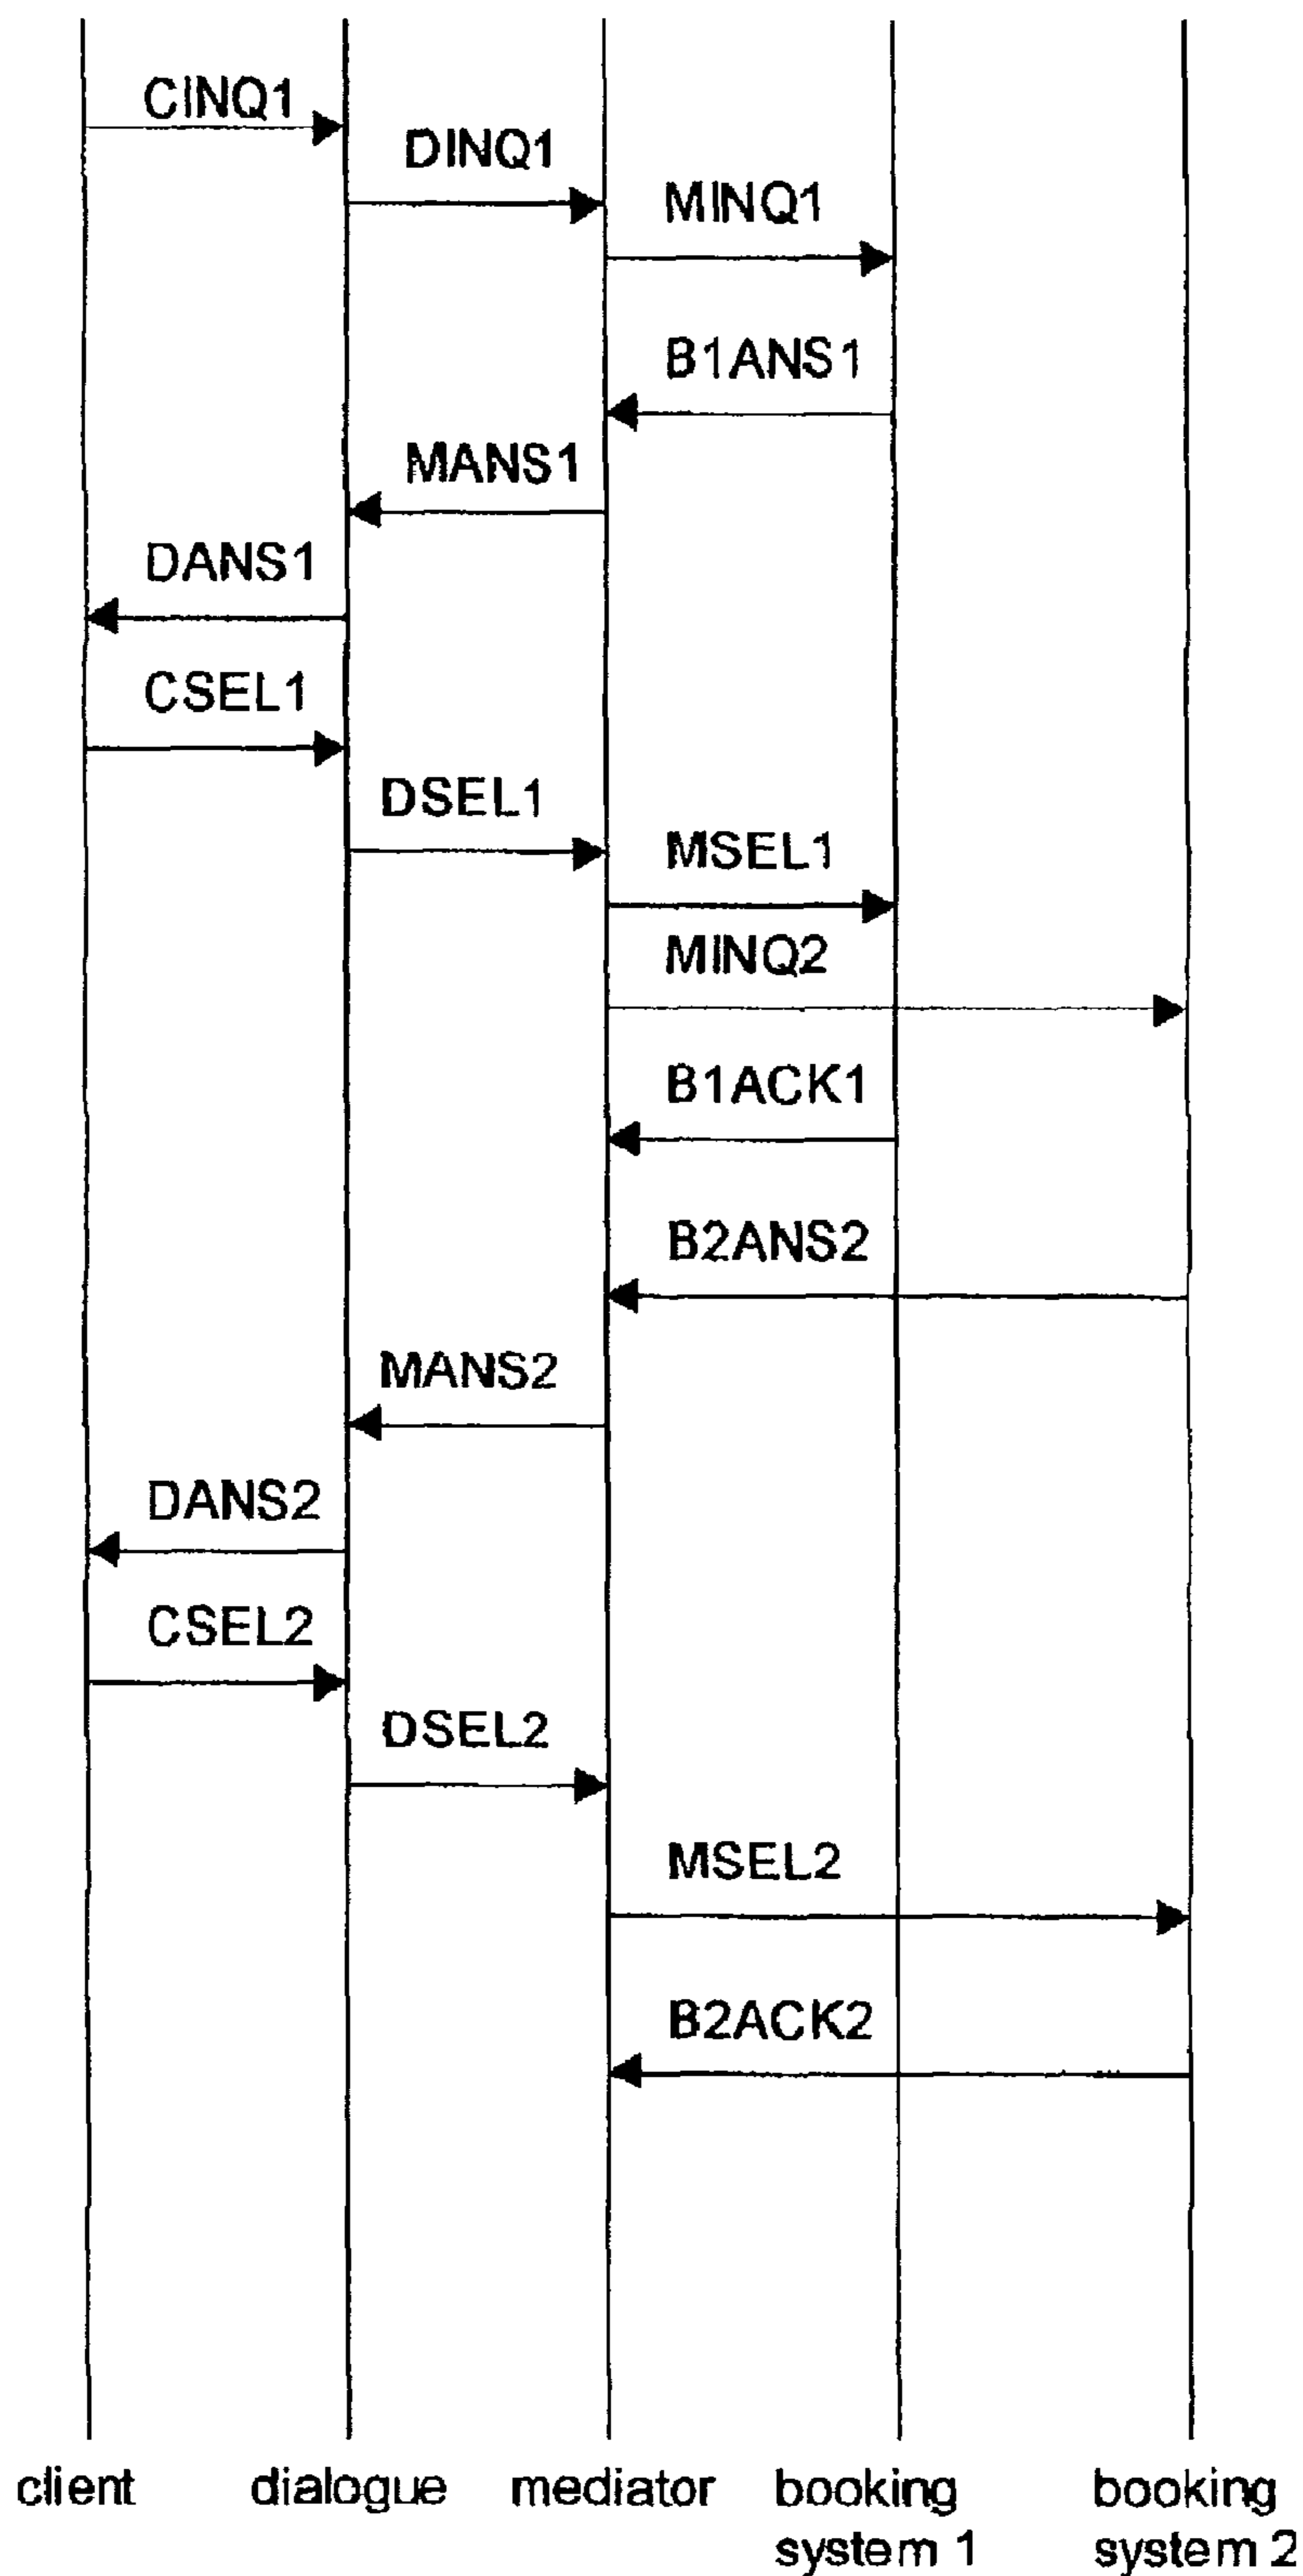 CINQ1
DINQ1
MINQ1
B1ANS1
MANS1
DANS1
CSEL1
DSEL1
MSEL1
MINQ2
B1ACK1
B2ANS2
MANS2
DANS2
CSEL2
DSEL2
MSEL2
B2ACK2
client dialogue mediator booking booking
system 1 system 2